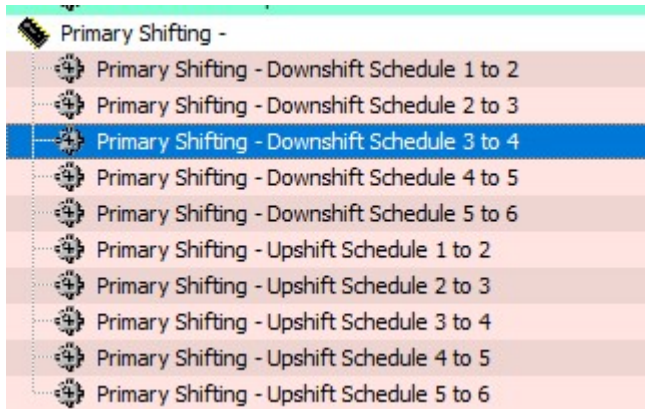 Primary Shifting -
Primary Shifting - Downshift Schedule 1 to 2
Primary Shifting - Downshift Schedule 2 to 3
Primary Shifting - Downshift Schedule 3 to 4
Primary Shifting - Downshift Schedule 4 to 5
Primary Shifting - Downshift Schedule 5 to 6
Primary Shifting - Upshift Schedule 1 to 2
Primary Shifting - Upshift Schedule 2 to 3
Primary Shifting - Upshift Schedule 3 to 4
Primary Shifting - Upshift Schedule 4 to 5
Primary Shifting - Upshift Schedule 5 to 6